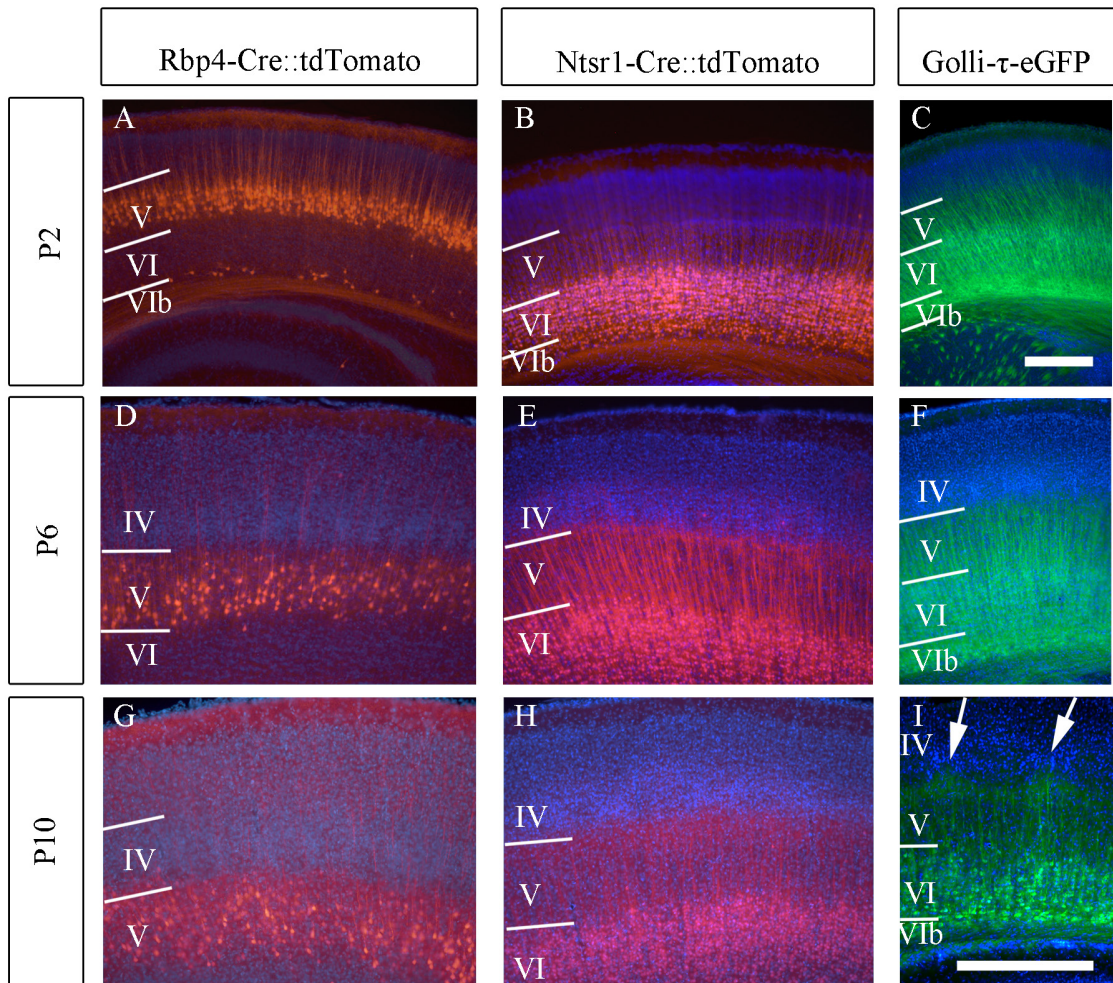 Rbp4-Cre::tdTomato
Ntsr1-Cre::tdTomato
Golli-τ-eGFP
P2
A
V
VI
VIb
B
V
VI
VIb
C
V
VI
VIb
P6
D
IV
V
VI
E
IV
V
VI
F
IV
V
VI
VIb
P10
G
IV
V
H
IV
V
VI
I
IV
V
VI
VIb